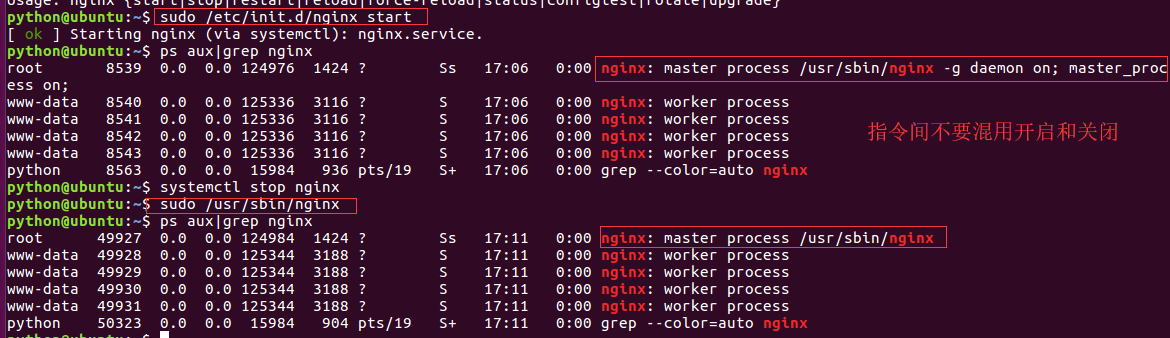 usage: nginx {start|stop|restart|reload|force-reload|status|configtest|rotate|upgrade}
python@ubuntu:~$ sudo /etc/init.d/nginx start
[ ok ] Starting nginx (via systemctl): nginx.service.
python@ubuntu:~$ ps aux|grep nginx
root      8539  0.0  0.0 124976  1424 ?        Ss   17:06   0:00 nginx: master process /usr/sbin/nginx -g daemon on; master_proc
ess on;
www-data  8540  0.0  0.0 125336  3116 ?        S    17:06   0:00 nginx: worker process
www-data  8541  0.0  0.0 125336  3116 ?        S    17:06   0:00 nginx: worker process
www-data  8542  0.0  0.0 125336  3116 ?        S    17:06   0:00 nginx: worker process
www-data  8543  0.0  0.0 125336  3116 ?        S    17:06   0:00 nginx: worker process
指令间不要混用开启和关闭
python    8563  0.0  0.0  15984   936 pts/19   S+   17:06   0:00 grep --color=auto nginx
python@ubuntu:~$ systemctl stop nginx
python@ubuntu:~$ sudo /usr/sbin/nginx
python@ubuntu:~$ ps aux|grep nginx
root     49927  0.0  0.0 124984  1424 ?        Ss   17:11   0:00 nginx: master process /usr/sbin/nginx
www-data 49928  0.0  0.0 125344  3188 ?        S    17:11   0:00 nginx: worker process
www-data 49929  0.0  0.0 125344  3188 ?        S    17:11   0:00 nginx: worker process
www-data 49930  0.0  0.0 125344  3188 ?        S    17:11   0:00 nginx: worker process
www-data 49931  0.0  0.0 125344  3188 ?        S    17:11   0:00 nginx: worker process
python   50323  0.0  0.0  15984   904 pts/19   S+   17:11   0:00 grep --color=auto nginx